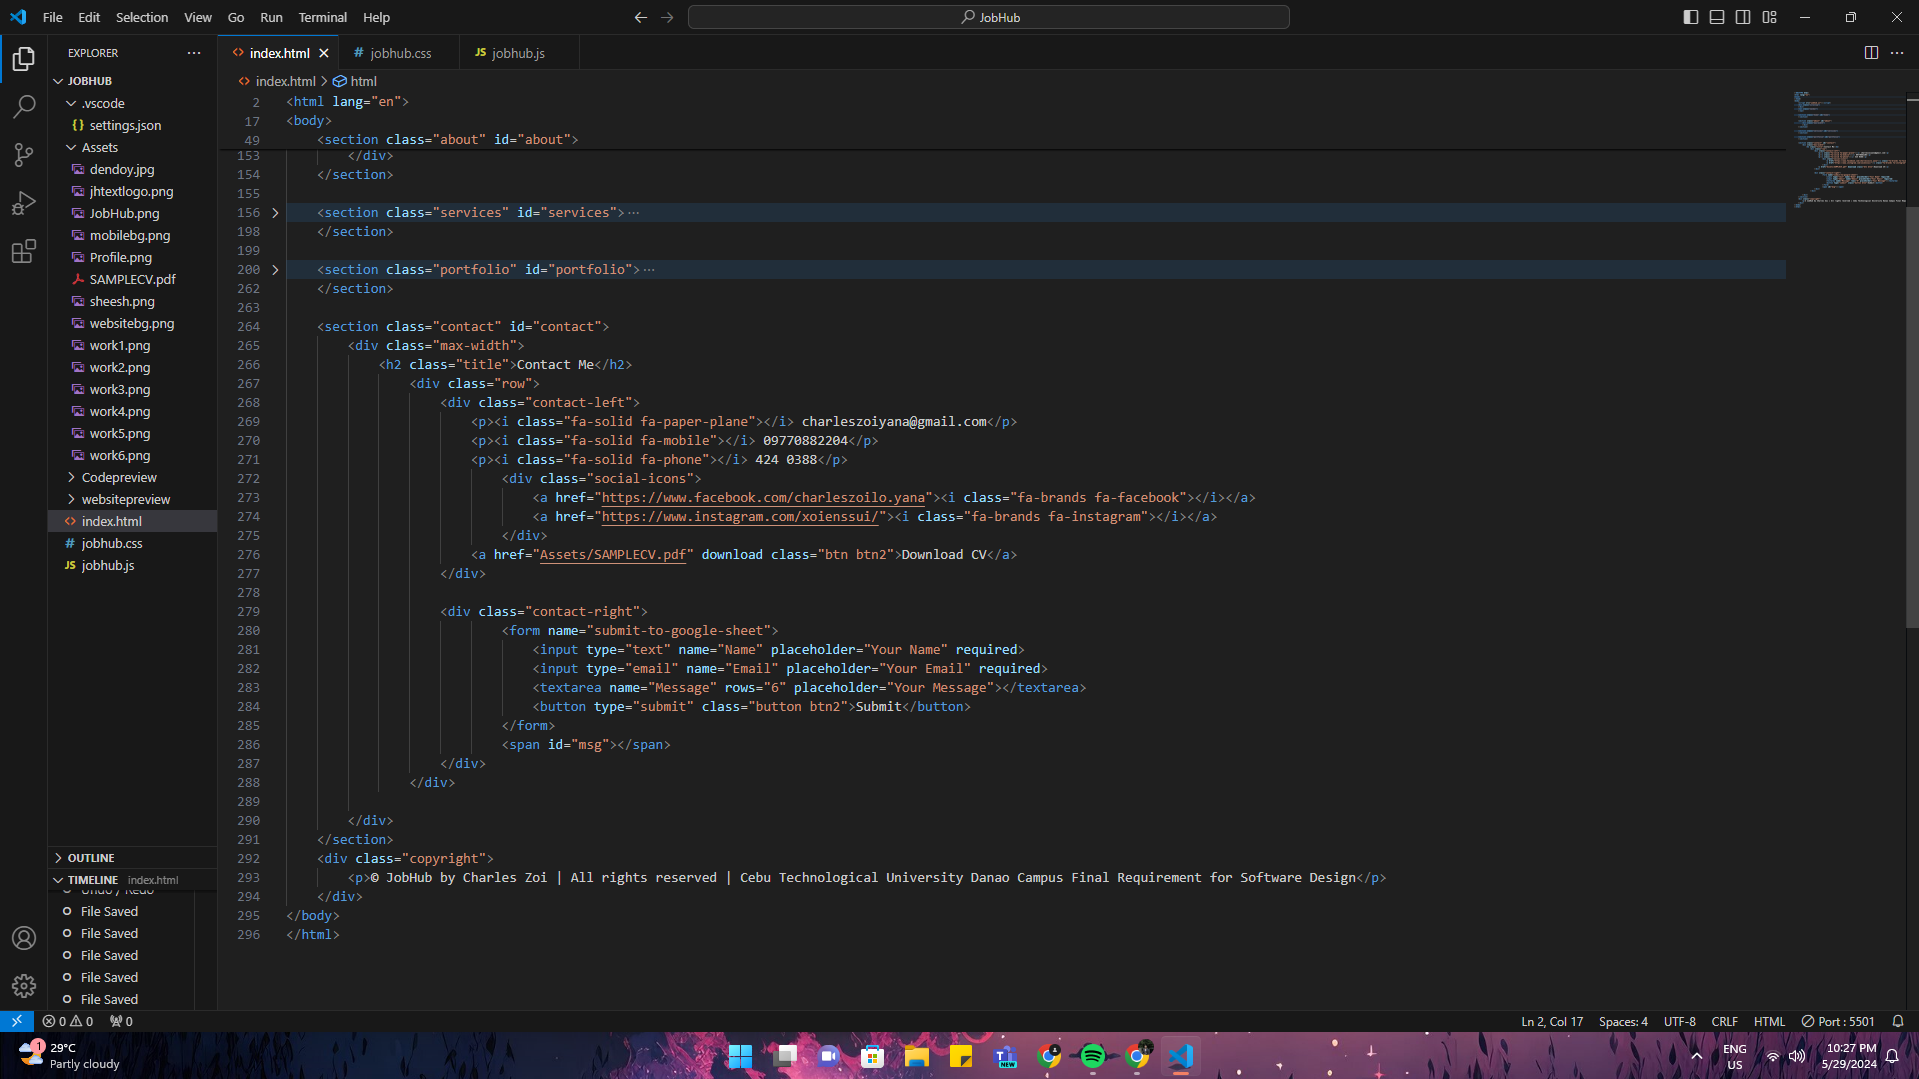 File Edit Selection View Go Run Terminal Help
JobHub
EXPLORER
JOBHUB
.vscode
{} settings.json
Assets
dendoy.jpg
jhtextlogo.png
JobHub.png
mobilebg.png
Profile.png
SAMPLECV.pdf
sheesh.png
websitebg.png
work1.png
work2.png
work3.png
work4.png
work5.png
work6.png
Codepreview
websitepreview
<> index.html
# jobhub.css
JS jobhub.js
OUTLINE
TIMELINE index.html
Undo / Redo
File Saved
File Saved
File Saved
File Saved
File Saved
<> index.html # jobhub.css JS jobhub.js
<> index.html > html
2 <html lang="en">
17 <body>
49 <section class="about" id="about">
153 </div>
154 </section>
155
156 <section class="services" id="services">…
198 </section>
199
200 <section class="portfolio" id="portfolio">…
262 </section>
263
264 <section class="contact" id="contact">
265 <div class="max-width">
266 <h2 class="title">Contact Me</h2>
267 <div class="row">
268 <div class="contact-left">
269 <p><i class="fa-solid fa-paper-plane"></i> charleszoiyana@gmail.com</p>
270 <p><i class="fa-solid fa-mobile"></i> 09770882204</p>
271 <p><i class="fa-solid fa-phone"></i> 424 0388</p>
272 <div class="social-icons">
273 <a href="https://www.facebook.com/charleszoilo.yana"><i class="fa-brands fa-facebook"></i></a>
274 <a href="https://www.instagram.com/xoienssui/"><i class="fa-brands fa-instagram"></i></a>
275 </div>
276 <a href="Assets/SAMPLECV.pdf" download class="btn btn2">Download CV</a>
277 </div>
278
279 <div class="contact-right">
280 <form name="submit-to-google-sheet">
281 <input type="text" name="Name" placeholder="Your Name" required>
282 <input type="email" name="Email" placeholder="Your Email" required>
283 <textarea name="Message" rows="6" placeholder="Your Message"></textarea>
284 <button type="submit" class="button btn2">Submit</button>
285 </form>
286 <span id="msg"></span>
287 </div>
288 </div>
289
290 </div>
291 </section>
292 <div class="copyright">
293 <p>© JobHub by Charles Zoi | All rights reserved | Cebu Technological University Danao Campus Final Requirement for Software Design</p>
294 </div>
295 </body>
296 </html>
0 0 0
Ln 2, Col 17 Spaces: 4 UTF-8 CRLF HTML Port : 5501
1
29°C
Partly cloudy
NEW
ENG
US
10:27 PM
5/29/2024